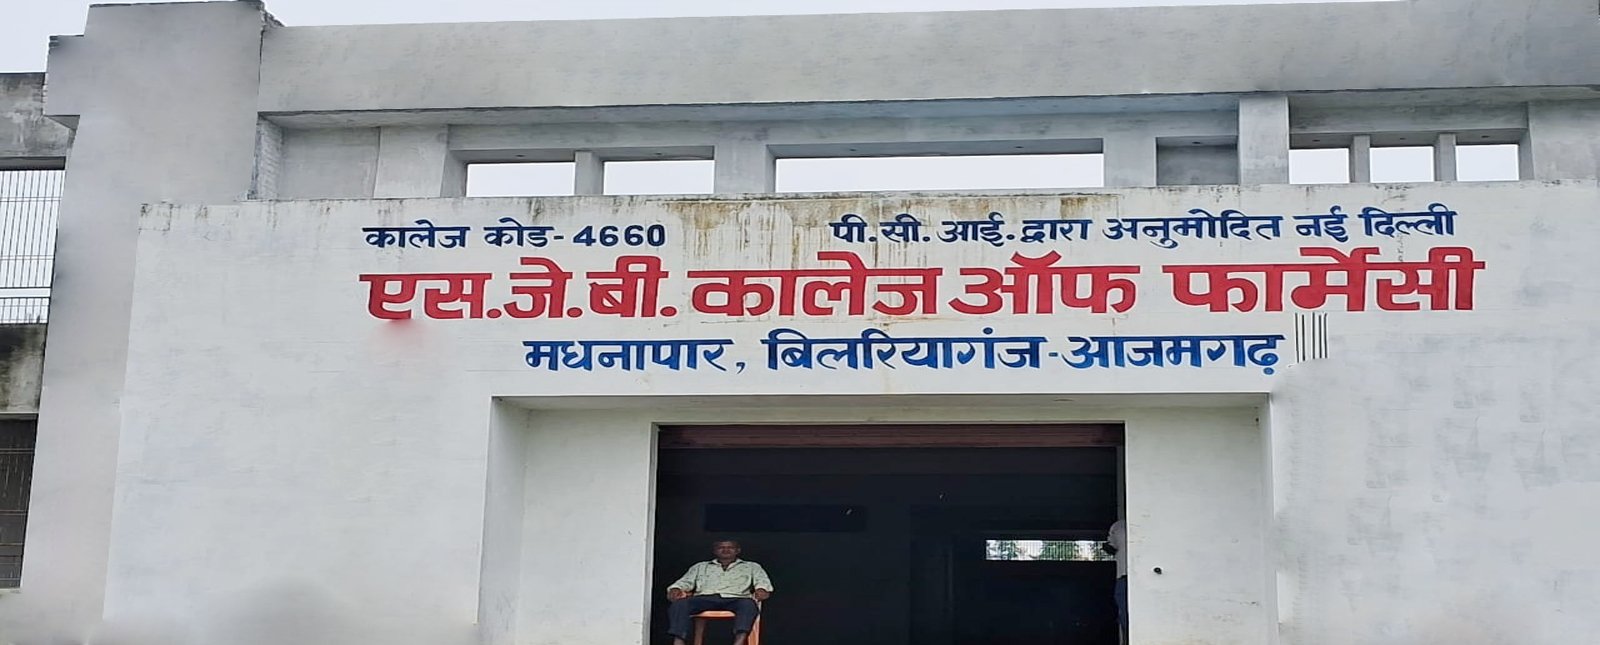 कालेज कोड-4660 पी.सी.आई.द्वारा अनुमोदित नई दिल्ली
एस.जे.बी.कालेज ऑफ फार्मेसी
मधनापार, बिलरियागंज-आजमगढ़